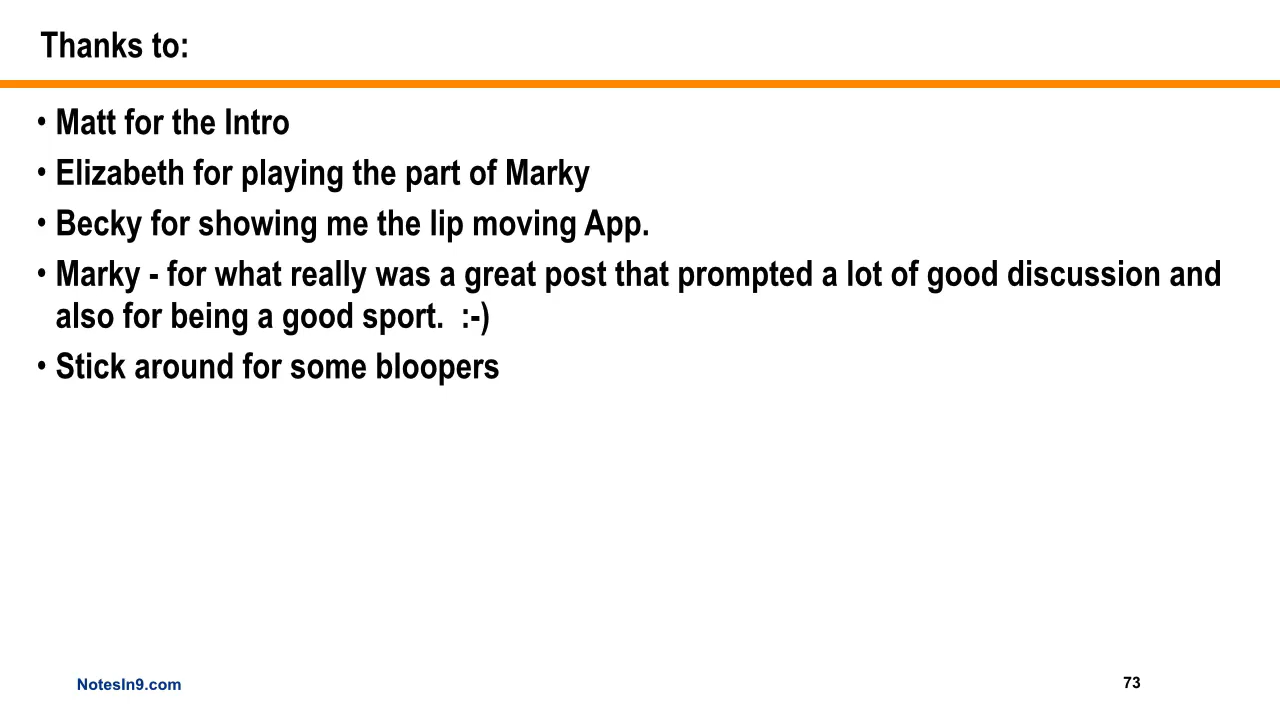 Thanks to:
• Matt for the Intro
• Elizabeth for playing the part of Marky
• Becky for showing me the lip moving App.
• Marky - for what really was a great post that prompted a lot of good discussion and
also for being a good sport.  :-)
• Stick around for some bloopers
NotesIn9.com
73